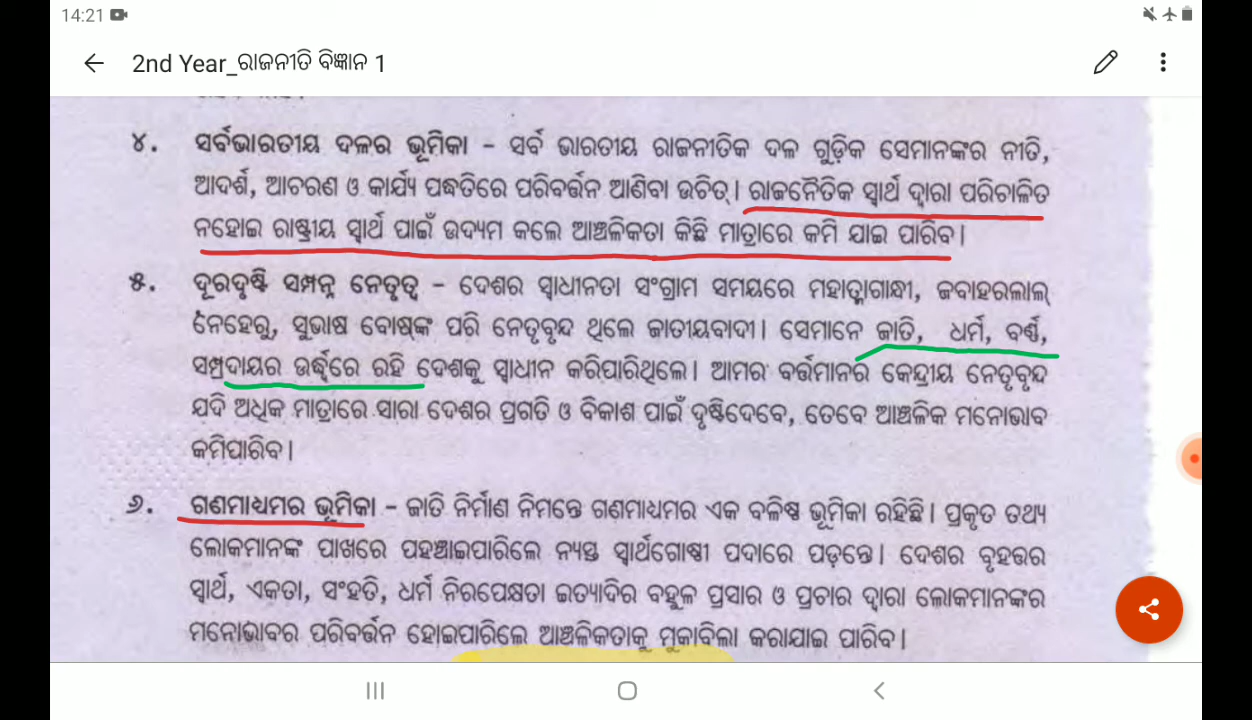 14:21
2nd Year_ରାଜନୀତି ବିଜ୍ଞାନ 1
୪. ସର୍ବଭାରତୀୟ ଦଳର ଭୂମିକା – ସର୍ବ ଭାରତୀୟ ରାଜନୀତିକ ଦଳ ଗୁଡ଼ିକ ସେମାନଙ୍କର ନୀତି,
ଆଦର୍ଶ, ଆଚରଣ ଓ କାର୍ଯ୍ୟ ପଦ୍ଧତିରେ ପରିବର୍ତ୍ତନ ଆଣିବା ଉଚିତ୍। ରାଜନୈତିକ ସ୍ୱାର୍ଥ ଦ୍ୱାରା ପରିଚାଳିତ
ନହୋଇ ରାଷ୍ଟ୍ରୀୟ ସ୍ୱାର୍ଥ ପାଇଁ ଉଦ୍ୟମ କଲେ ଆଞ୍ଚଳିକତା କିଛି ମାତ୍ରାରେ କମି ଯାଇ ପାରିବ।
୫. ଦୂରଦୃଷ୍ଟି ସମ୍ପନ୍ନ ନେତୃତ୍ୱ – ଦେଶର ସ୍ୱାଧୀନତା ସଂଗ୍ରାମ ସମୟରେ ମହାତ୍ମାଗାନ୍ଧୀ, ଜବାହରଲାଲ୍
ନେହେରୁ, ସୁଭାଷ ବୋଷଙ୍କ ପରି ନେତୃବୃନ୍ଦ ଥିଲେ ଜାତୀୟବାଦୀ। ସେମାନେ ଜାତି, ଧର୍ମ, ବର୍ଣ୍ଣ,
ସମ୍ପ୍ରଦାୟର ଉର୍ଦ୍ଧ୍ୱରେ ରହି ଦେଶକୁ ସ୍ୱାଧୀନ କରିପାରିଥିଲେ। ଆମର ବର୍ତ୍ତମାନର କେନ୍ଦ୍ରୀୟ ନେତୃବୃନ୍ଦ
ଯଦି ଅଧିକ ମାତ୍ରାରେ ସାରା ଦେଶର ପ୍ରଗତି ଓ ବିକାଶ ପାଇଁ ଦୃଷ୍ଟିଦେବେ, ତେବେ ଆଞ୍ଚଳିକ ମନୋଭାବ
କମିପାରିବ।
୬. ଗଣମାଧ୍ୟମର ଭୂମିକା – ଜାତି ନିର୍ମାଣ ନିମନ୍ତେ ଗଣମାଧ୍ୟମର ଏକ ବଳିଷ୍ଠ ଭୂମିକା ରହିଛି। ପ୍ରକୃତ ତଥ୍ୟ
ଲୋକମାନଙ୍କ ପାଖରେ ପହଞ୍ଚାଇପାରିଲେ ନ୍ୟସ୍ତ ସ୍ୱାର୍ଥଗୋଷ୍ଠୀ ପଦାରେ ପଡ଼ନ୍ତେ। ଦେଶର ବୃହତ୍ତର
ସ୍ୱାର୍ଥ, ଏକତା, ସଂହତି, ଧର୍ମ ନିରପେକ୍ଷତା ଇତ୍ୟାଦିର ବହୁଳ ପ୍ରସାର ଓ ପ୍ରଚାର ଦ୍ୱାରା ଲୋକମାନଙ୍କର
ମନୋଭାବର ପରିବର୍ତ୍ତନ ହୋଇପାରିଲେ ଆଞ୍ଚଳିକତାକୁ ମୁକାବିଲା କରାଯାଇ ପାରିବ।